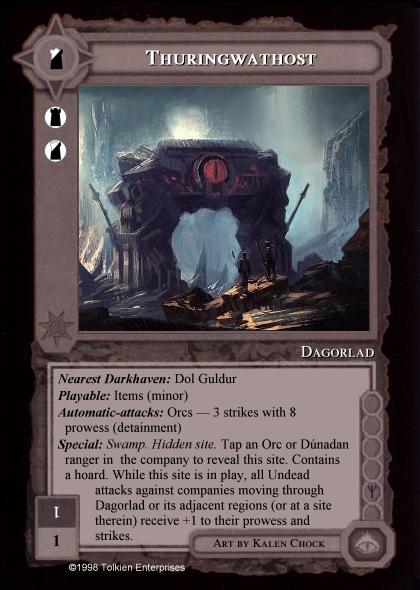 THURINGWATHOST
DAGORLAD
Nearest Darkhaven: Dol Guldur
Playable: Items (minor)
Automatic-attacks: Orcs — 3 strikes with 8
prowess (detainment)
Special: Swamp. Hidden site. Tap an Orc or Dúnadan
ranger in the company to reveal this site. Contains
a hoard. While this site is in play, all Undead
attacks against companies moving through
Dagorlad or its adjacent regions (or at a site
therein) receive +1 to their prowess and
strikes.
1
1
ART BY KALEN CHOCK
©1998 Tolkien Enterprises